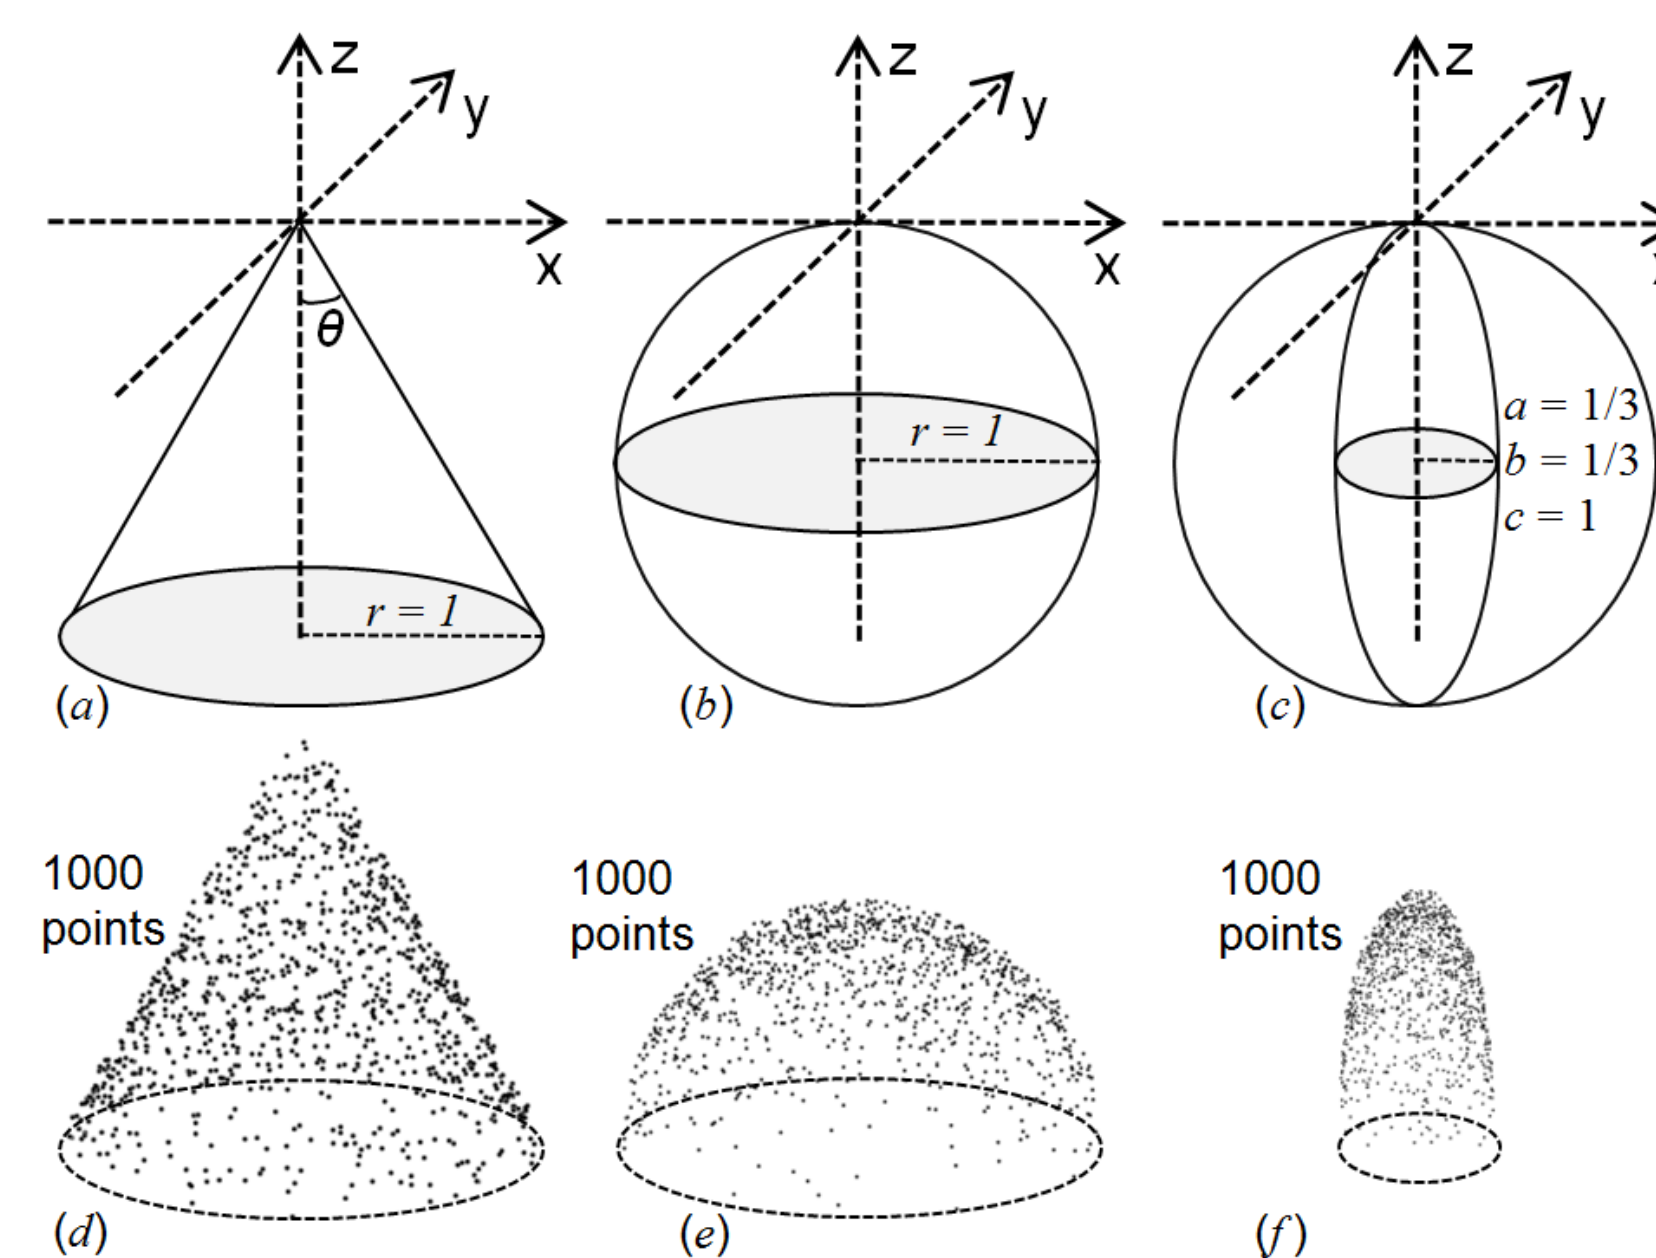 z
y
x
θ
r = 1
(a)
z
y
x
r = 1
(b)
z
y
a = 1/3
b = 1/3
c = 1
(c)
1000
points
(d)
1000
points
(e)
1000
points
(f)